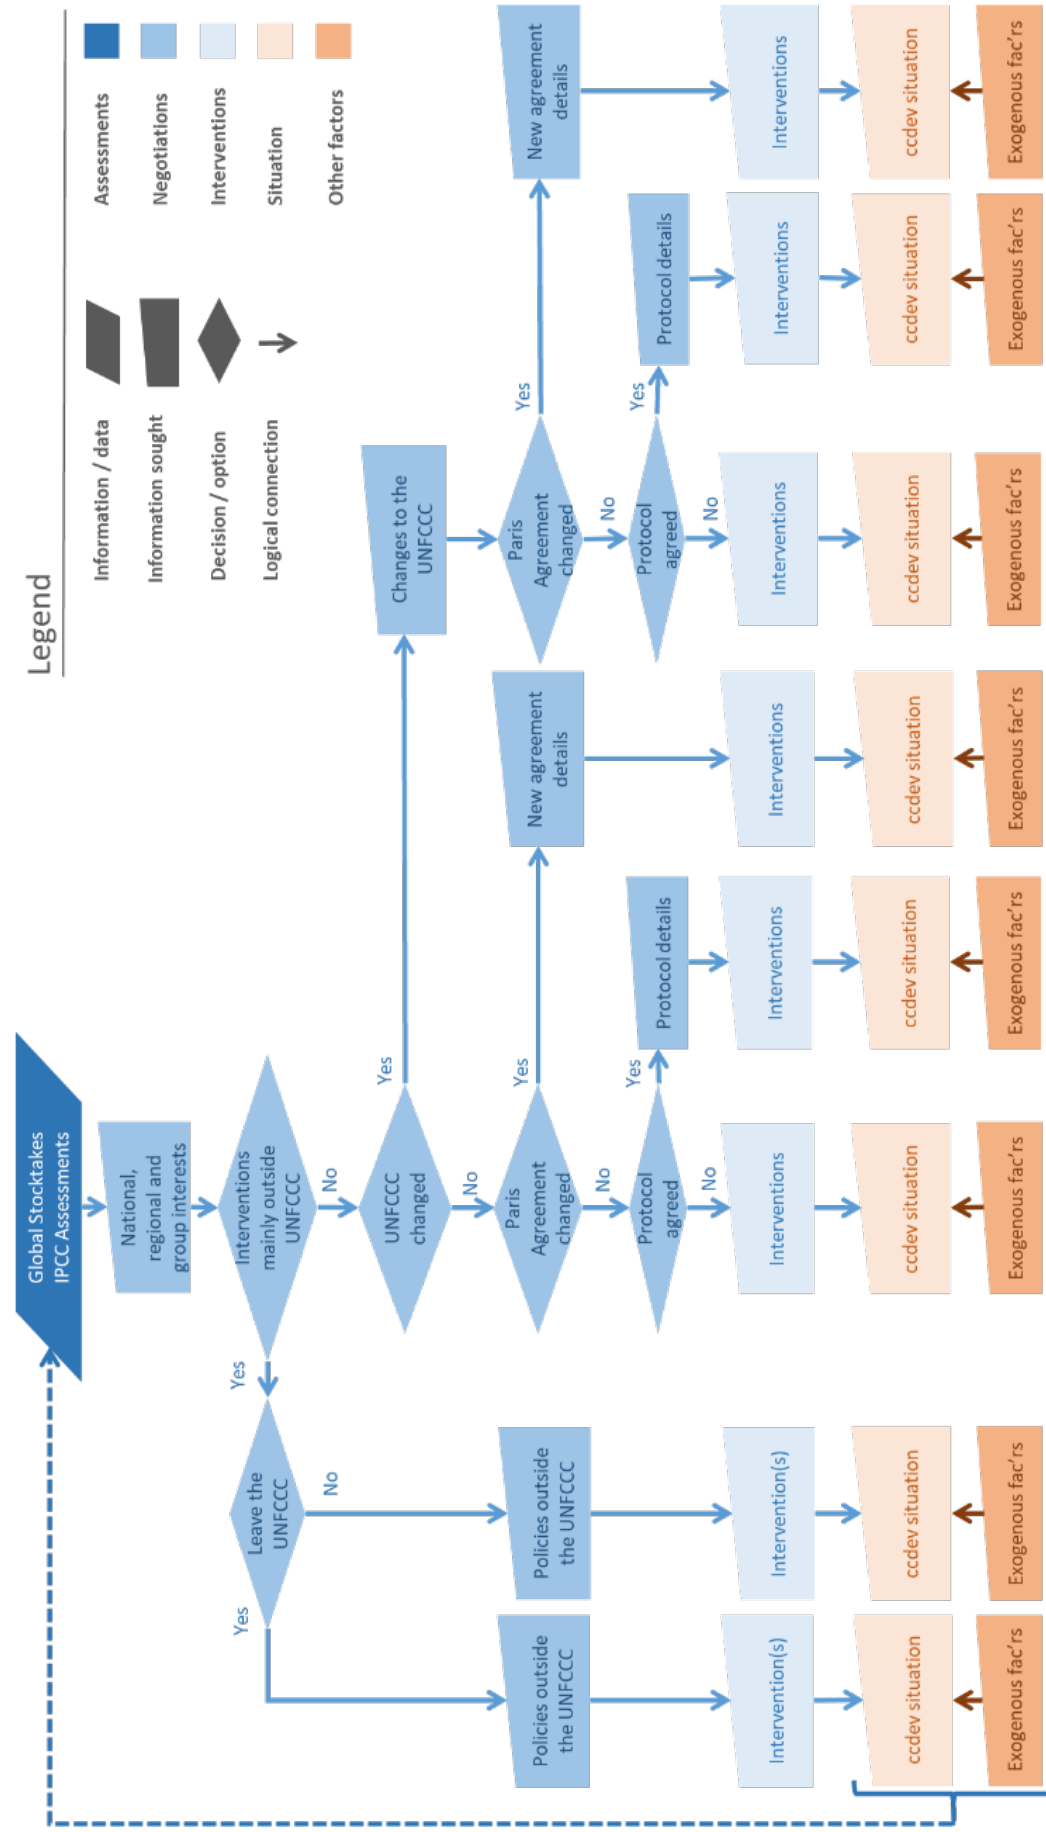 Legend
Information / data
Assessments
Information sought
Negotiations
Decision / option
Interventions
Logical connection
Situation
Other factors
Global Stocktakes
IPCC Assessments
National,
regional and
group interests
Interventions
mainly outside
UNFCCC
Yes
No
Leave the
UNFCCC
Yes
No
UNFCCC
changed
Yes
No
Changes to the
UNFCCC
Policies outside
the UNFCCC
Policies outside
the UNFCCC
Paris
Agreement
changed
Yes
No
New agreement
details
Paris
Agreement
changed
Yes
No
New agreement
details
Protocol
agreed
Yes
No
Protocol details
Protocol
agreed
Yes
No
Protocol details
Intervention(s)
Intervention(s)
Interventions
Interventions
Interventions
Interventions
Interventions
Interventions
ccdev situation
ccdev situation
ccdev situation
ccdev situation
ccdev situation
ccdev situation
ccdev situation
ccdev situation
Exogenous fac'rs
Exogenous fac'rs
Exogenous fac'rs
Exogenous fac'rs
Exogenous fac'rs
Exogenous fac'rs
Exogenous fac'rs
Exogenous fac'rs